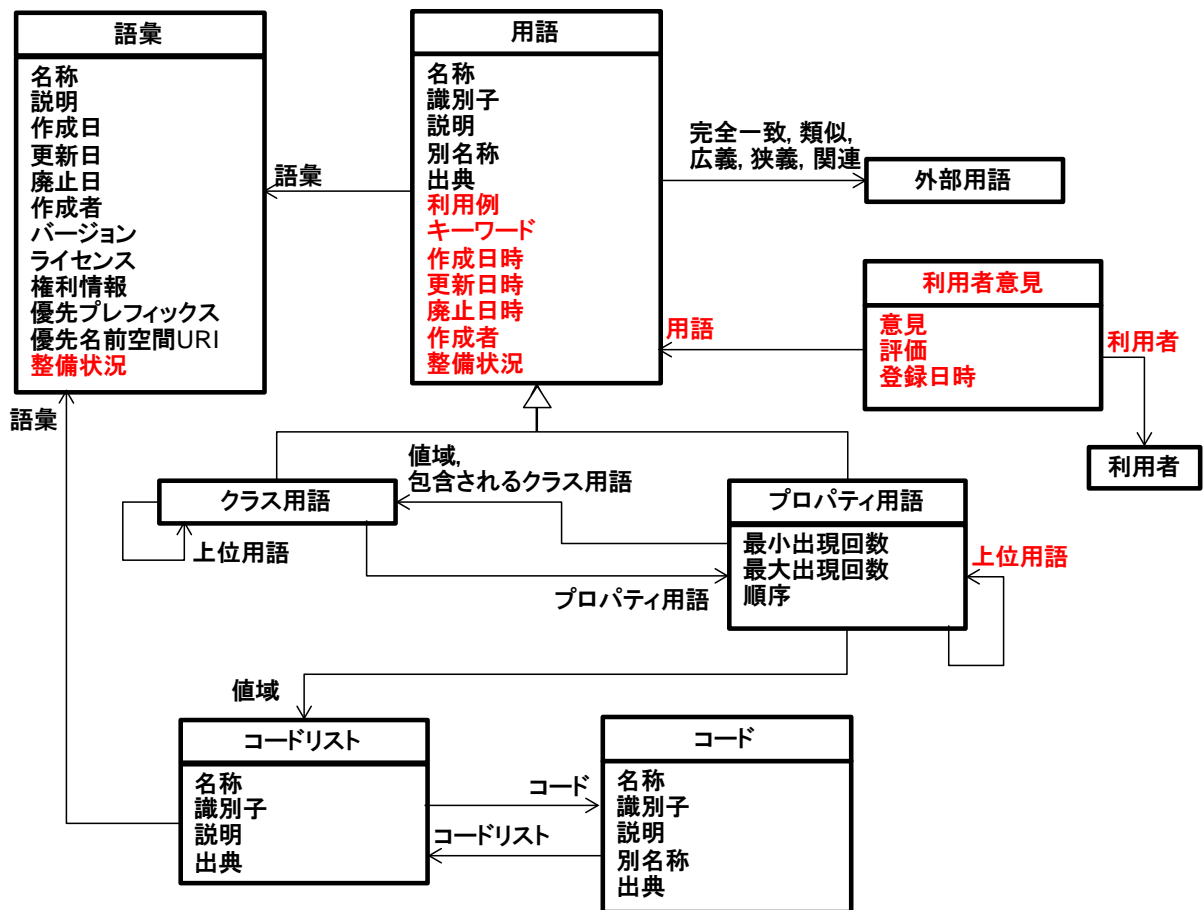 語彙
名称
説明
作成日
更新日
廃止日
作成者
バージョン
ライセンス
権利情報
優先プレフィックス
優先名前空間URI
整備状況
語彙
用語
名称
識別子
説明
別名称
出典
利用例
キーワード
作成日時
更新日時
廃止日時
作成者
整備状況
完全一致, 類似,
広義, 狭義, 関連
外部用語
用語
利用者意見
意見
評価
登録日時
利用者
利用者
語彙
クラス用語
上位用語
値域,
包含されるクラス用語
プロパティ用語
プロパティ用語
最小出現回数
最大出現回数
順序
上位用語
値域
コードリスト
名称
識別子
説明
出典
コード
コードリスト
コード
名称
識別子
説明
別名称
出典